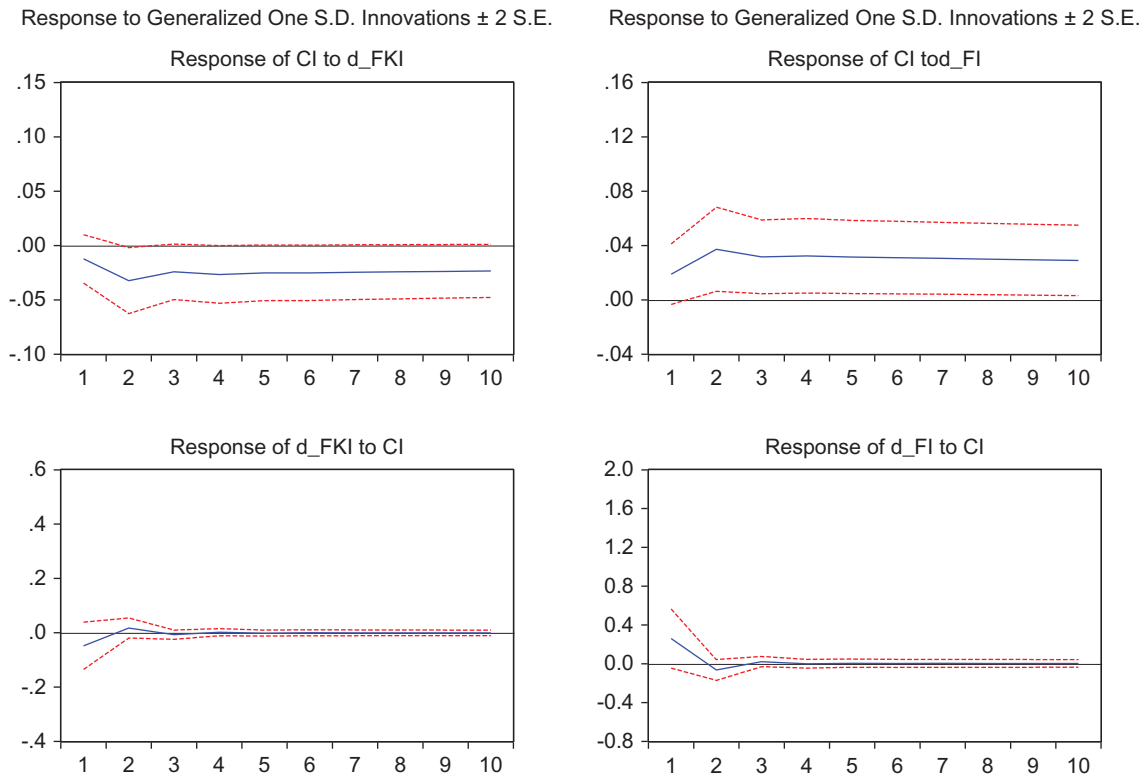 Response to Generalized One S.D. Innovations ± 2 S.E.
Response of CI to d_FKI
.15
.10
.05
.00
-.05
-.10
1 2 3 4 5 6 7 8 9 10
Response to Generalized One S.D. Innovations ± 2 S.E.
Response of CI tod_FI
.16
.12
.08
.04
.00
-.04
1 2 3 4 5 6 7 8 9 10
Response of d_FKI to CI
.6
.4
.2
.0
-.2
-.4
1 2 3 4 5 6 7 8 9 10
Response of d_FI to CI
2.0
1.6
1.2
0.8
0.4
0.0
-0.4
-0.8
1 2 3 4 5 6 7 8 9 10